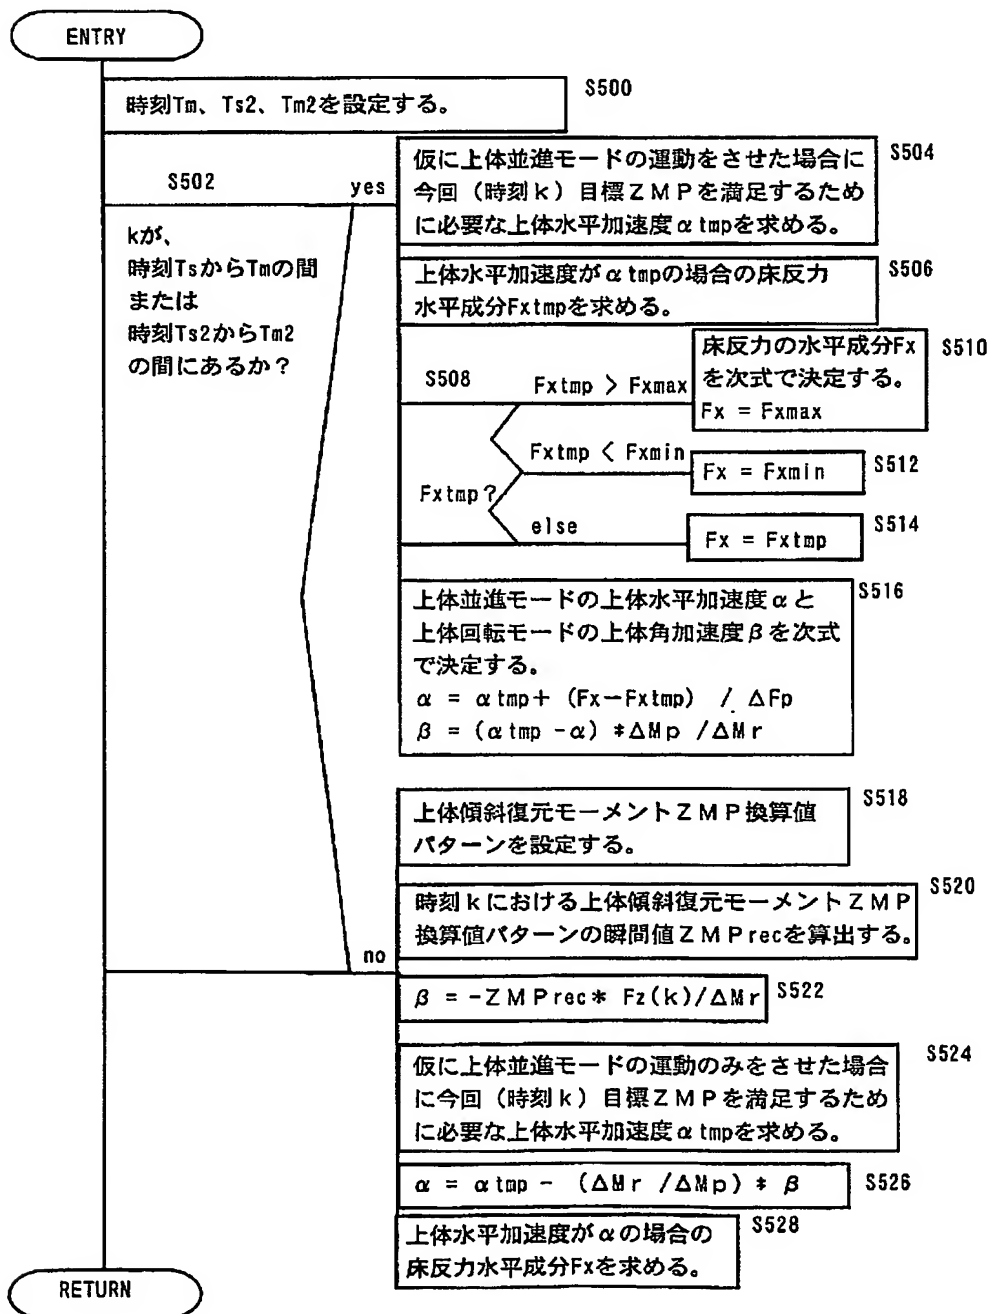 ENTRY
時刻Tm、Ts2、Tm2を設定する。
S500
S502
yes
kが、
時刻TsからTmの間
または
時刻Ts2からTm2
の間にあるか？
仮に上体並進モードの運動をさせた場合に
今回（時刻k）目標ZMPを満足するため
に必要な上体水平加速度αtmpを求める。
S504
上体水平加速度がαtmpの場合の床反力
水平成分Fxtmpを求める。
S506
S508
Fxtmp > Fxmax
床反力の水平成分Fx
を次式で決定する。
Fx = Fxmax
S510
Fxtmp < Fxmin
Fx = Fxmin
S512
Fxtmp？
else
Fx = Fxtmp
S514
上体並進モードの上体水平加速度αと
上体回転モードの上体角加速度βを次式
で決定する。
α = αtmp+ (Fx-Fxtmp) / ΔFp
β = (αtmp -α) *ΔMp /ΔMr
S516
上体傾斜復元モーメントZMP換算値
パターンを設定する。
S518
時刻kにおける上体傾斜復元モーメントZMP
換算値パターンの瞬間値ZMPrecを算出する。
S520
no
β = -ZMPrec* Fz(k)/ΔMr
S522
仮に上体並進モードの運動のみをさせた場合
に今回（時刻k）目標ZMPを満足するため
に必要な上体水平加速度αtmpを求める。
S524
α = αtmp - (ΔMr /ΔMp) * β
S526
上体水平加速度がαの場合の
床反力水平成分Fxを求める。
S528
RETURN